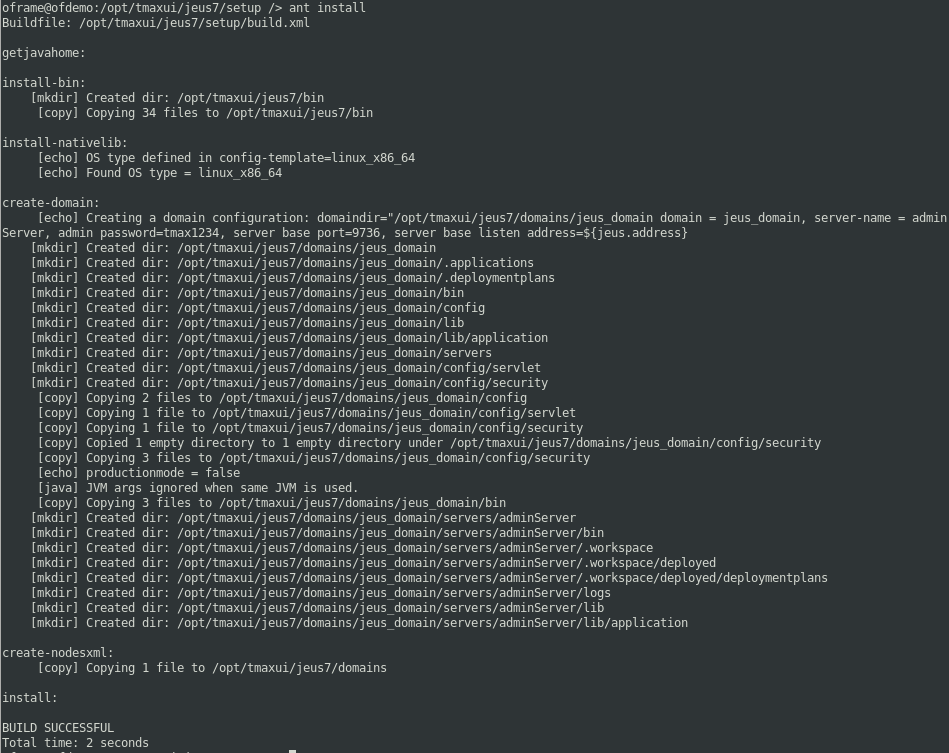 oframe@ofdemo:/opt/tmaxui/jeus7/setup /> ant install
Buildfile: /opt/tmaxui/jeus7/setup/build.xml
getjavahome:
install-bin:
[mkdir] Created dir: /opt/tmaxui/jeus7/bin
[copy] Copying 34 files to /opt/tmaxui/jeus7/bin
install-nativelib:
[echo] OS type defined in config-template=linux_x86_64
[echo] Found OS type = linux_x86_64
create-domain:
[echo] Creating a domain configuration: domaindir="/opt/tmaxui/jeus7/domains/jeus_domain domain = jeus_domain, server-name = admin
Server, admin password=tmax1234, server base port=9736, server base listen address=${jeus.address}
[mkdir] Created dir: /opt/tmaxui/jeus7/domains/jeus_domain
[mkdir] Created dir: /opt/tmaxui/jeus7/domains/jeus_domain/.applications
[mkdir] Created dir: /opt/tmaxui/jeus7/domains/jeus_domain/.deploymentplans
[mkdir] Created dir: /opt/tmaxui/jeus7/domains/jeus_domain/bin
[mkdir] Created dir: /opt/tmaxui/jeus7/domains/jeus_domain/config
[mkdir] Created dir: /opt/tmaxui/jeus7/domains/jeus_domain/lib
[mkdir] Created dir: /opt/tmaxui/jeus7/domains/jeus_domain/lib/application
[mkdir] Created dir: /opt/tmaxui/jeus7/domains/jeus_domain/servers
[mkdir] Created dir: /opt/tmaxui/jeus7/domains/jeus_domain/config/servlet
[mkdir] Created dir: /opt/tmaxui/jeus7/domains/jeus_domain/config/security
[copy] Copying 2 files to /opt/tmaxui/jeus7/domains/jeus_domain/config
[copy] Copying 1 file to /opt/tmaxui/jeus7/domains/jeus_domain/config/servlet
[copy] Copying 1 file to /opt/tmaxui/jeus7/domains/jeus_domain/config/security
[copy] Copied 1 empty directory to 1 empty directory under /opt/tmaxui/jeus7/domains/jeus_domain/config/security
[copy] Copying 3 files to /opt/tmaxui/jeus7/domains/jeus_domain/config/security
[echo] productionmode = false
[java] JVM args ignored when same JVM is used.
[copy] Copying 3 files to /opt/tmaxui/jeus7/domains/jeus_domain/bin
[mkdir] Created dir: /opt/tmaxui/jeus7/domains/jeus_domain/servers/adminServer
[mkdir] Created dir: /opt/tmaxui/jeus7/domains/jeus_domain/servers/adminServer/bin
[mkdir] Created dir: /opt/tmaxui/jeus7/domains/jeus_domain/servers/adminServer/.workspace
[mkdir] Created dir: /opt/tmaxui/jeus7/domains/jeus_domain/servers/adminServer/.workspace/deployed
[mkdir] Created dir: /opt/tmaxui/jeus7/domains/jeus_domain/servers/adminServer/.workspace/deployed/deploymentplans
[mkdir] Created dir: /opt/tmaxui/jeus7/domains/jeus_domain/servers/adminServer/logs
[mkdir] Created dir: /opt/tmaxui/jeus7/domains/jeus_domain/servers/adminServer/lib
[mkdir] Created dir: /opt/tmaxui/jeus7/domains/jeus_domain/servers/adminServer/lib/application
create-nodesxml:
[copy] Copying 1 file to /opt/tmaxui/jeus7/domains
install:
BUILD SUCCESSFUL
Total time: 2 seconds